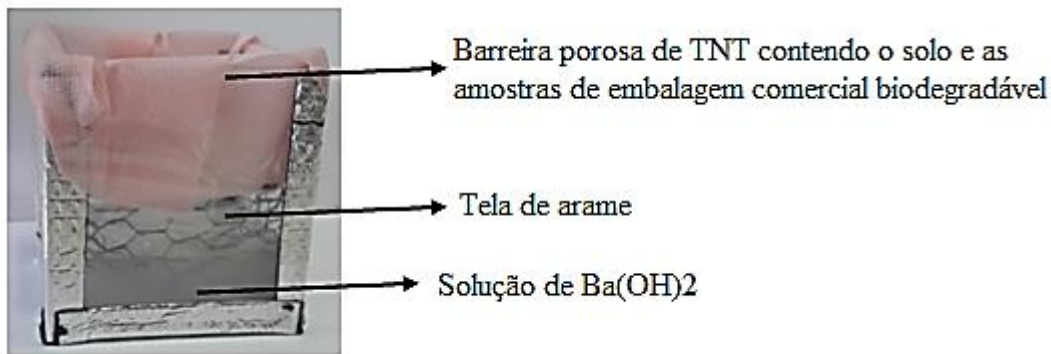 Barreira porosa de TNT contendo o solo e as
amostras de embalagem comercial biodegradável
Tela de arame
Solução de Ba(OH)2